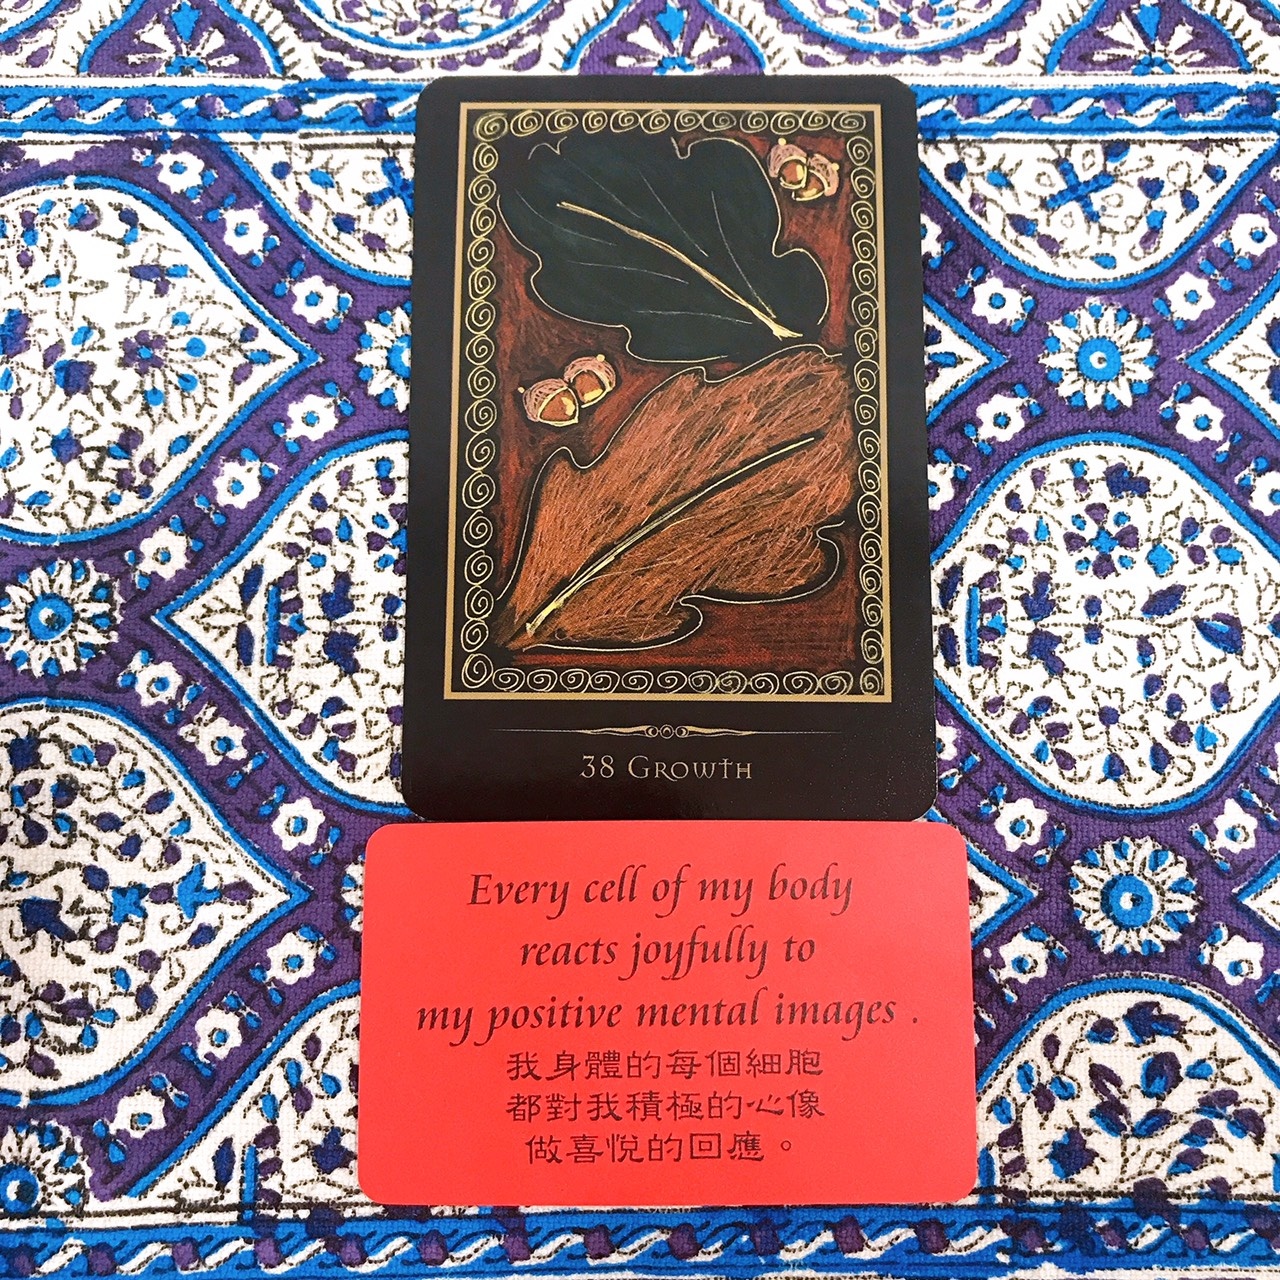 38 Growth
Every cell of my body
reacts joyfully to
my positive mental images .
我身體的每個細胞
都對我積極的心像
做喜悅的回應。